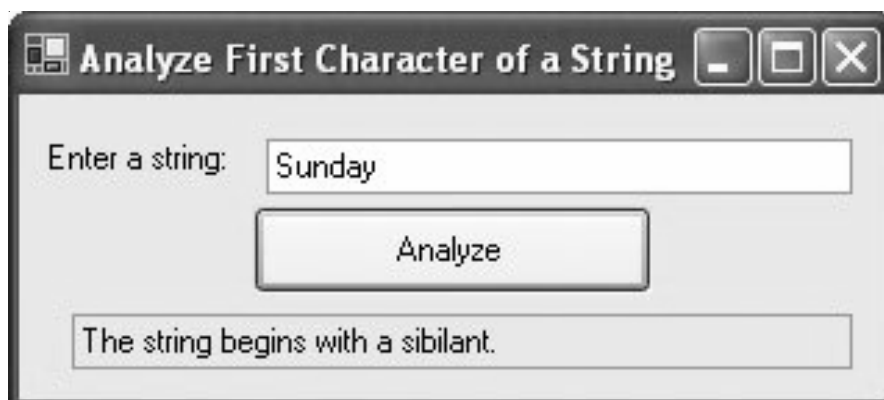 Analyze First Character of a String
Enter a string: Sunday
Analyze
The string begins with a sibilant.